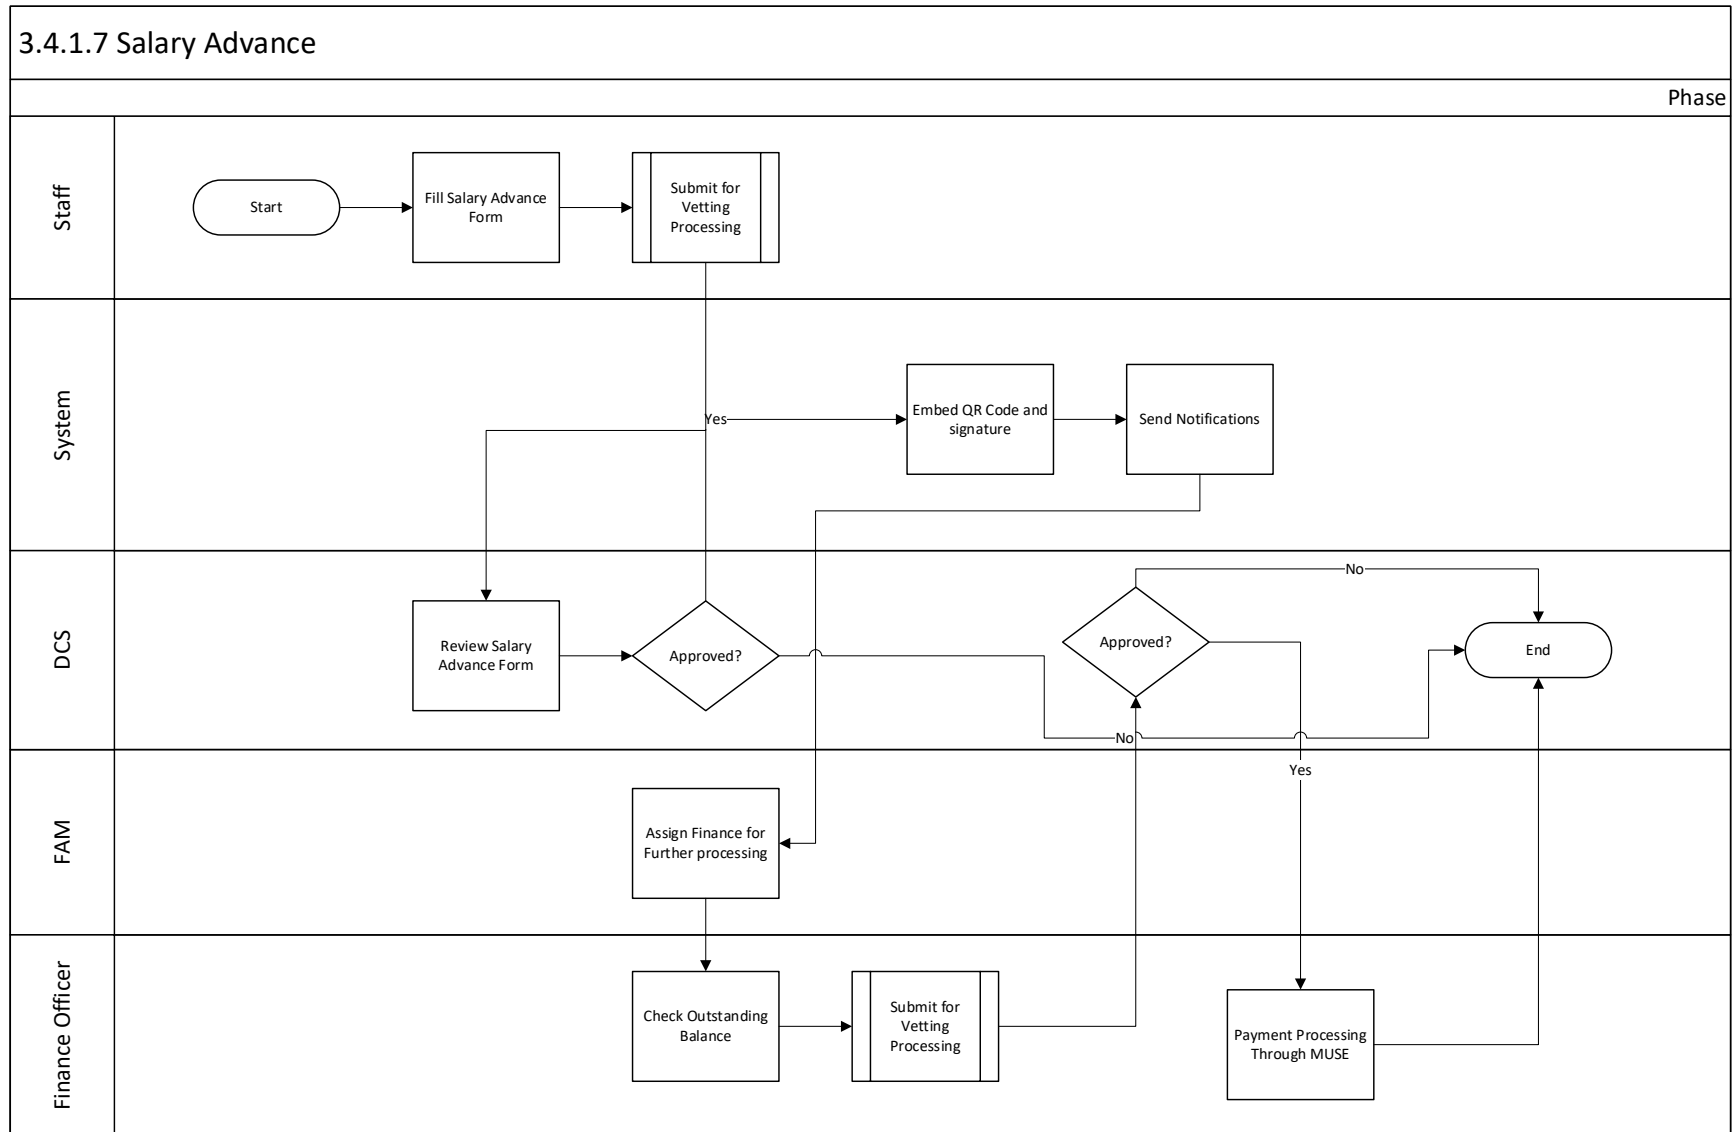 3.4.1.7 Salary Advance
Phase
Staff
Start
Fill Salary Advance
Form
Submit for
Vetting
Processing
System
Yes
Embed QR Code and
signature
Send Notifications
DCS
Review Salary
Advance Form
Approved?
No
Approved?
No
End
Yes
FAM
Assign Finance for
Further processing
Finance Officer
Check Outstanding
Balance
Submit for
Vetting
Processing
Payment Processing
Through MUSE